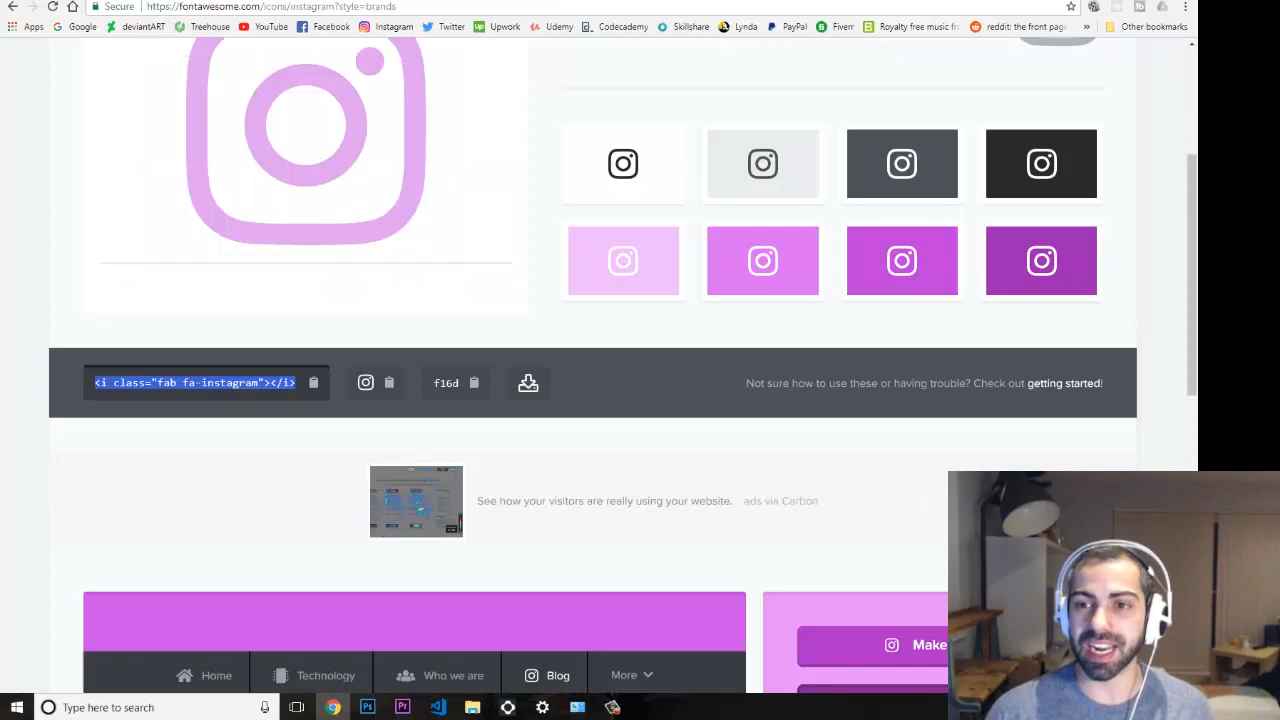 Secure https://fontawesome.com/icons/instagram?style=brands
Apps Google deviantART Treehouse YouTube Facebook Instagram Twitter Upwork Udemy Codecademy Skillshare Lynda PayPal Fiverr Royalty free music fr reddit: the front page » Other bookmarks
<i class="fab fa-instagram"></i> f16d Not sure how to use these or having trouble? Check out getting started!
See how your visitors are really using your website. ads via Carbon
Make
Home Technology Who we are Blog More
Type here to search